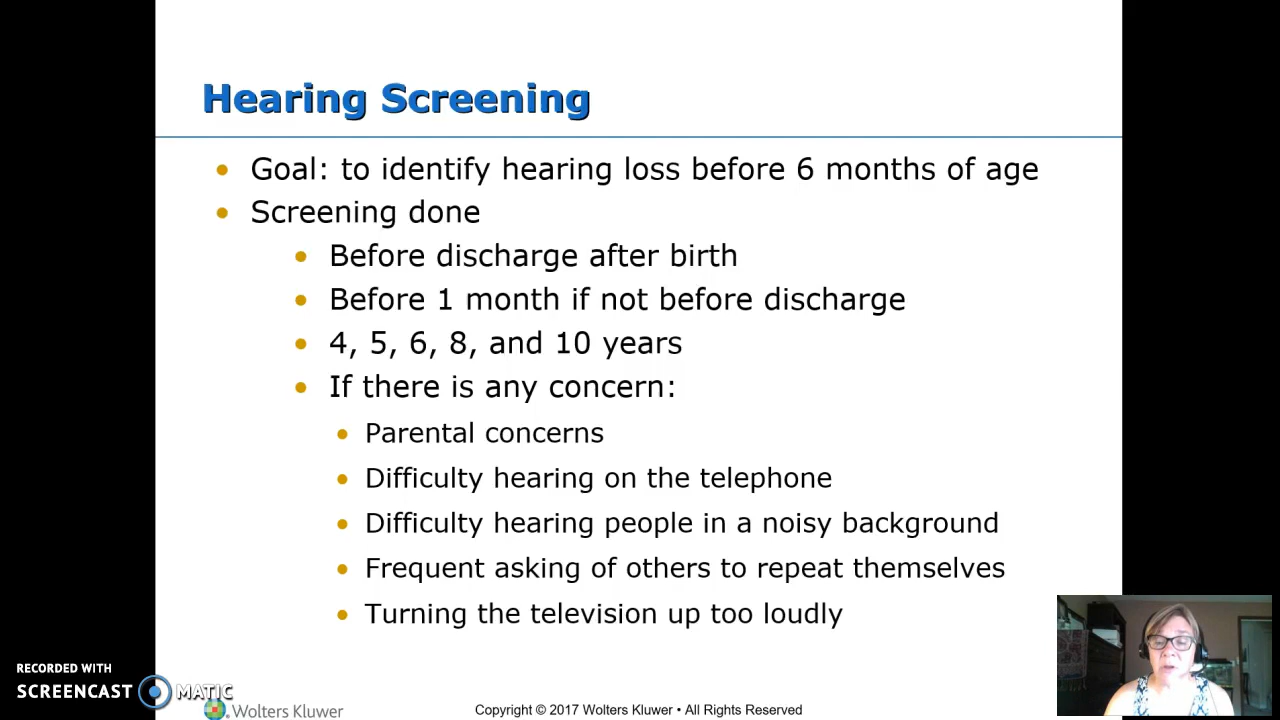 Hearing Screening
Goal: to identify hearing loss before 6 months of age
Screening done
Before discharge after birth
Before 1 month if not before discharge
4, 5, 6, 8, and 10 years
If there is any concern:
Parental concerns
Difficulty hearing on the telephone
Difficulty hearing people in a noisy background
Frequent asking of others to repeat themselves
Turning the television up too loudly
RECORDED WITH
SCREENCAST MATIC
Wolters Kluwer
Copyright © 2017 Wolters Kluwer • All Rights Reserved